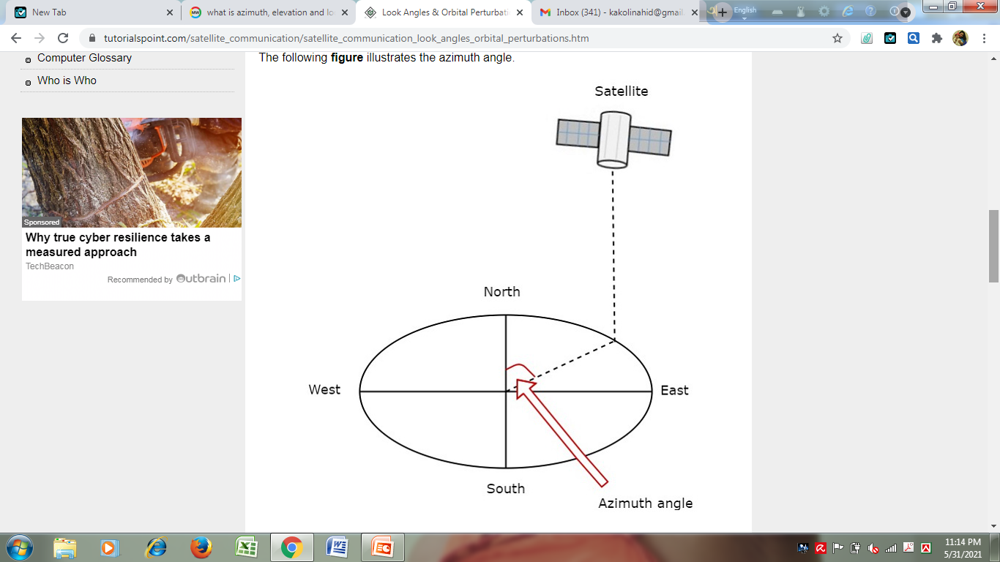 New Tab
what is azimuth, elevation and lo
Look Angles & Orbital Perturbati
Inbox (341) - kakolinahid@gmail
English
tutorialspoint.com/satellite_communication/satellite_communication_look_angles_orbital_perturbations.htm
Computer Glossary
Who is Who
Sponsored
Why true cyber resilience takes a
measured approach
TechBeacon
Recommended by Outbrain
The following figure illustrates the azimuth angle.
Satellite
North
West
East
South
Azimuth angle
11:14 PM
5/31/2021